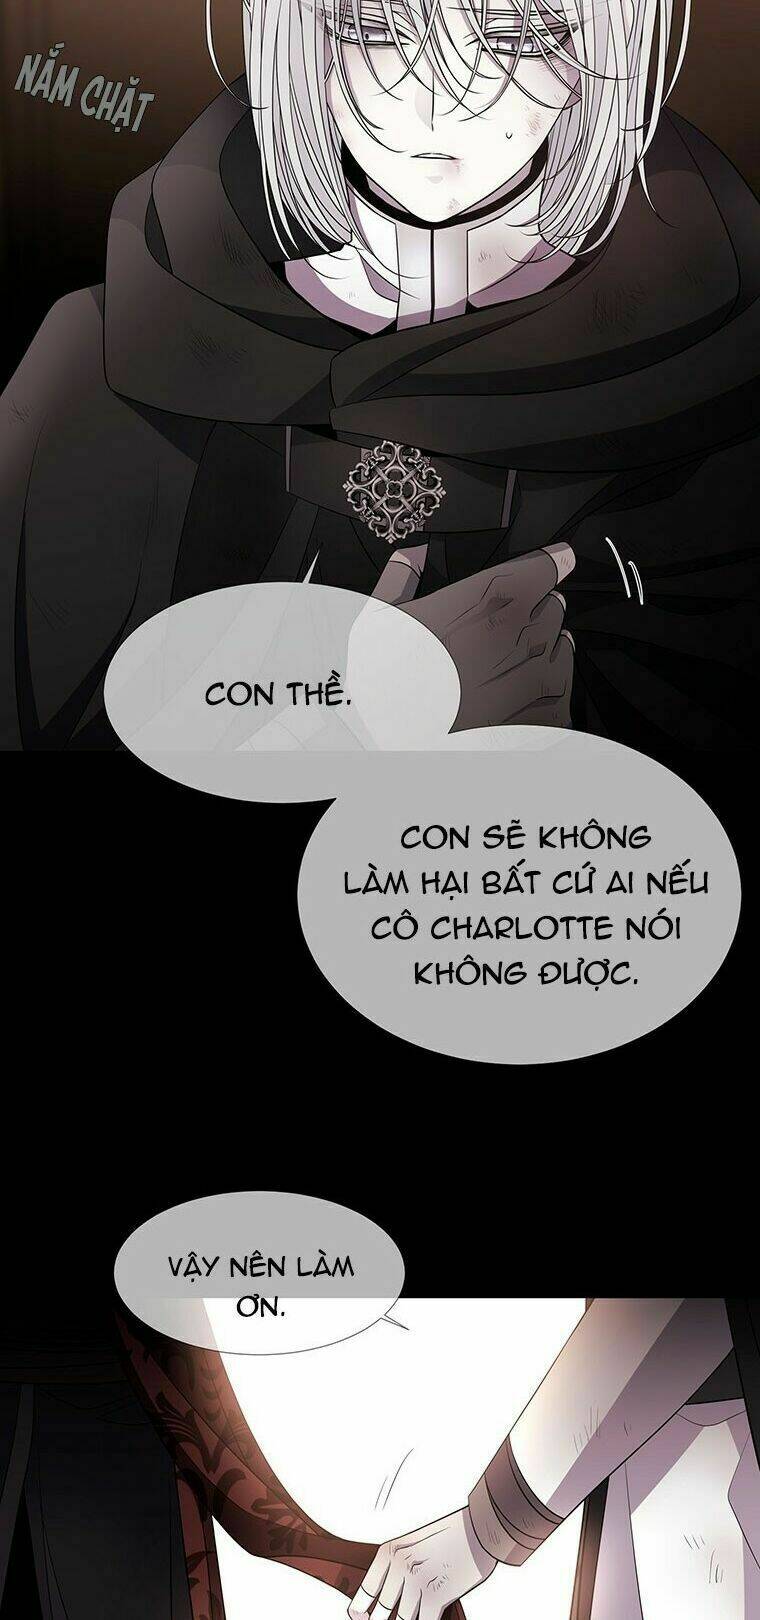 NẮM CHẶT
CON THỀ.
CON SẼ KHÔNG
LÀM HẠI BẤT CỨ AI NẾU
CÔ CHARLOTTE NÓI
KHÔNG ĐƯỢC.
VẬY NÊN LÀM
ƠN.